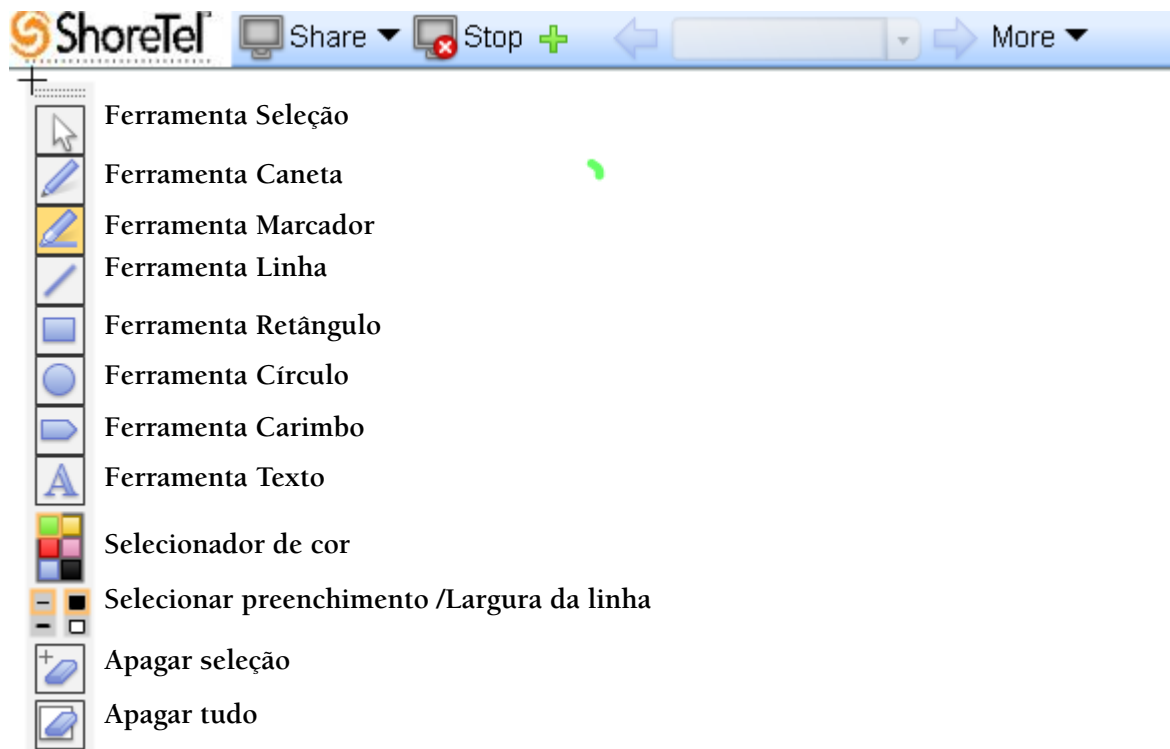 ShoreTel Share Stop More
Ferramenta Seleção
Ferramenta Caneta
Ferramenta Marcador
Ferramenta Linha
Ferramenta Retângulo
Ferramenta Círculo
Ferramenta Carimbo
A Ferramenta Texto
Selecionador de cor
Selecionar preenchimento /Largura da linha
Apagar seleção
Apagar tudo